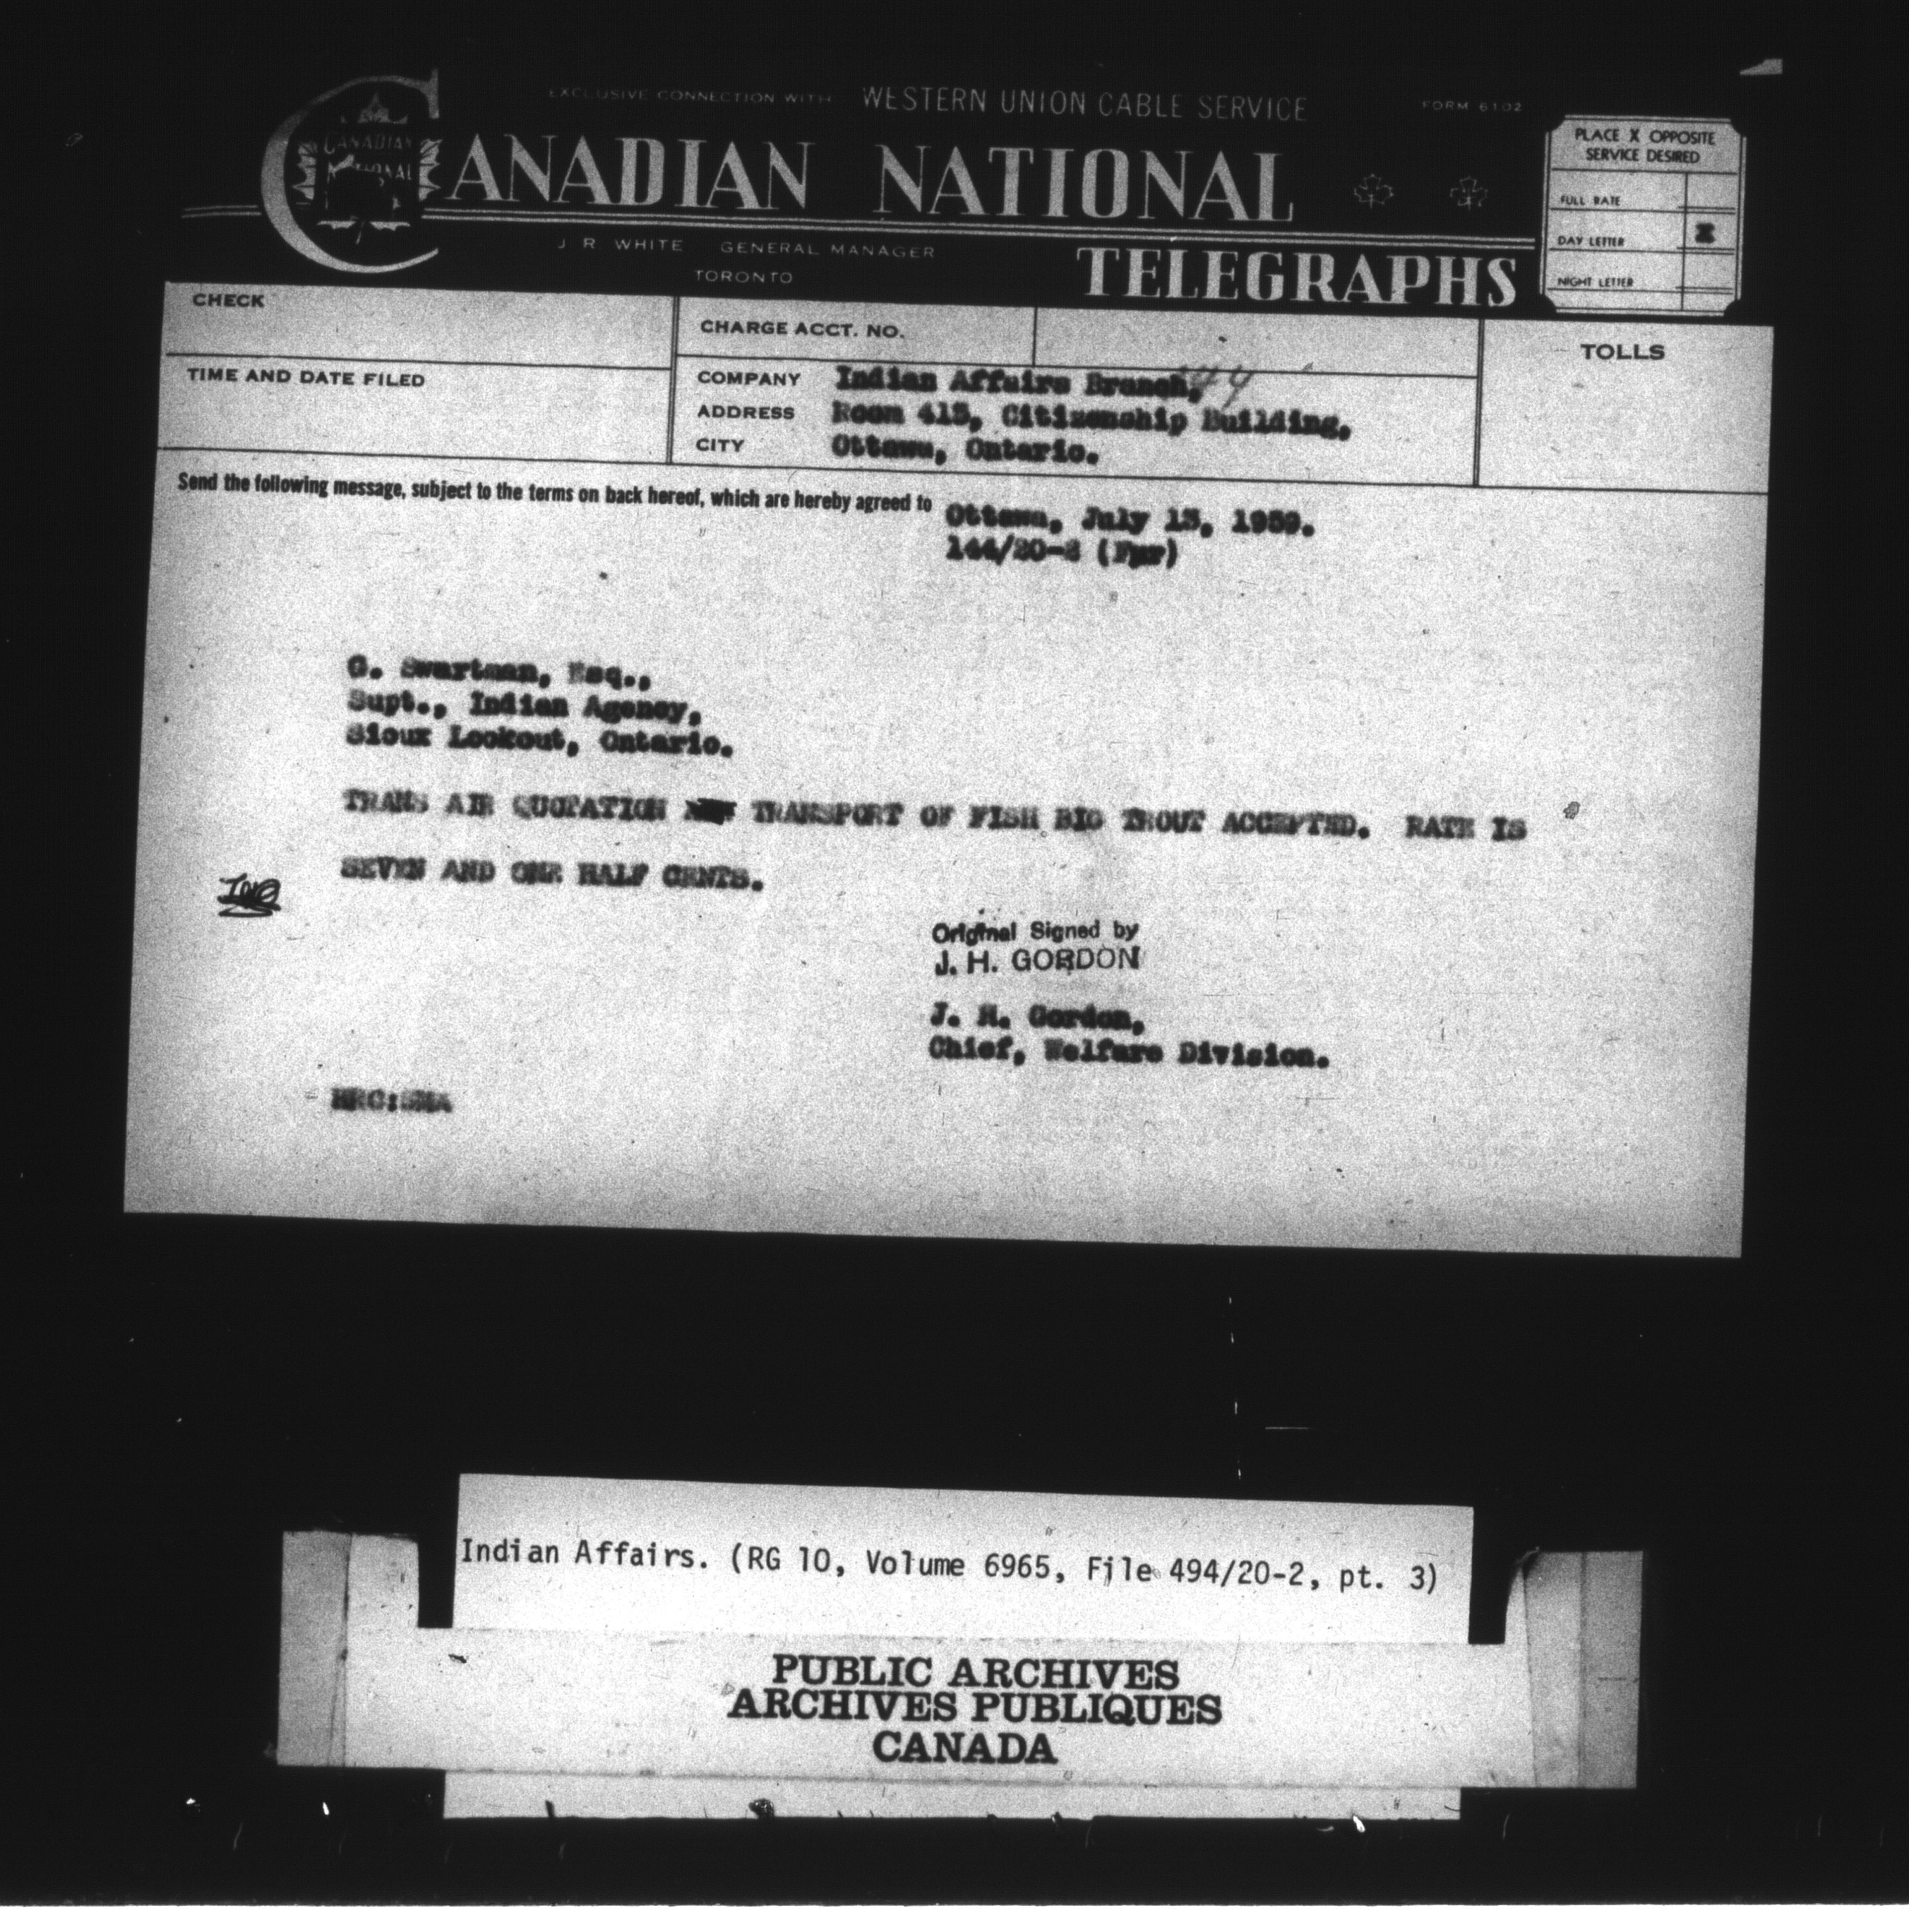 EXCLUSIVE CONNECTION WITH WESTERN UNION CABLE SERVICE
FORM 6102
CANADIAN NATIONAL
CANADIAN NATIONAL
TELEGRAPHS
J R WHITE GENERAL MANAGER
TORONTO
PLACE X OPPOSITE
SERVICE DESIRED
FULL RATE
DAY LETTER X
NIGHT LETTER
CHECK
CHARGE ACCT. NO.
TOLLS
TIME AND DATE FILED
COMPANY Indian Affairs Branch,
ADDRESS Room 415, Citizenship Building,
CITY Ottawa, Ontario.
Send the following message, subject to the terms on back hereof, which are hereby agreed to
Ottawa, July 15, 1959.
144/20-2 (Fur)
G. Swartman, Esq.,
Supt., Indian Agency,
Sioux Lookout, Ontario.
TRANS AIR QUOTATION TRANSPORT OF FISH BIG TROUT ACCEPTED. RATE IS
SEVEN AND ONE HALF CENTS.
Original Signed by
J. H. GORDON
J. H. Gordon,
Chief, Welfare Division.
Indian Affairs. (RG 10, Volume 6965, File 494/20-2, pt. 3)
PUBLIC ARCHIVES
ARCHIVES PUBLIQUES
CANADA